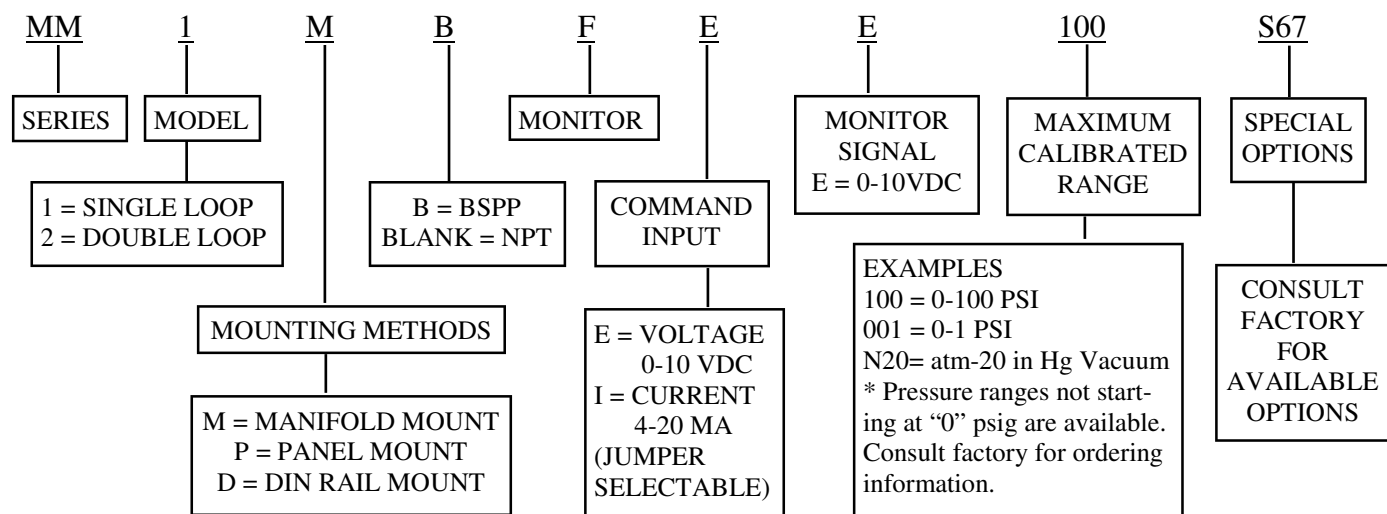 MM 1 M B F E E 100 S67
SERIES
MODEL
1 = SINGLE LOOP
2 = DOUBLE LOOP
MOUNTING METHODS
M = MANIFOLD MOUNT
P = PANEL MOUNT
D = DIN RAIL MOUNT
B = BSPP
BLANK = NPT
MONITOR
COMMAND
INPUT
E = VOLTAGE
0-10 VDC
I = CURRENT
4-20 MA
(JUMPER
SELECTABLE)
MONITOR
SIGNAL
E = 0-10VDC
MAXIMUM
CALIBRATED
RANGE
EXAMPLES
100 = 0-100 PSI
001 = 0-1 PSI
N20= atm-20 in Hg Vacuum
* Pressure ranges not start-
ing at “0” psig are available.
Consult factory for ordering
information.
SPECIAL
OPTIONS
CONSULT
FACTORY
FOR
AVAILABLE
OPTIONS